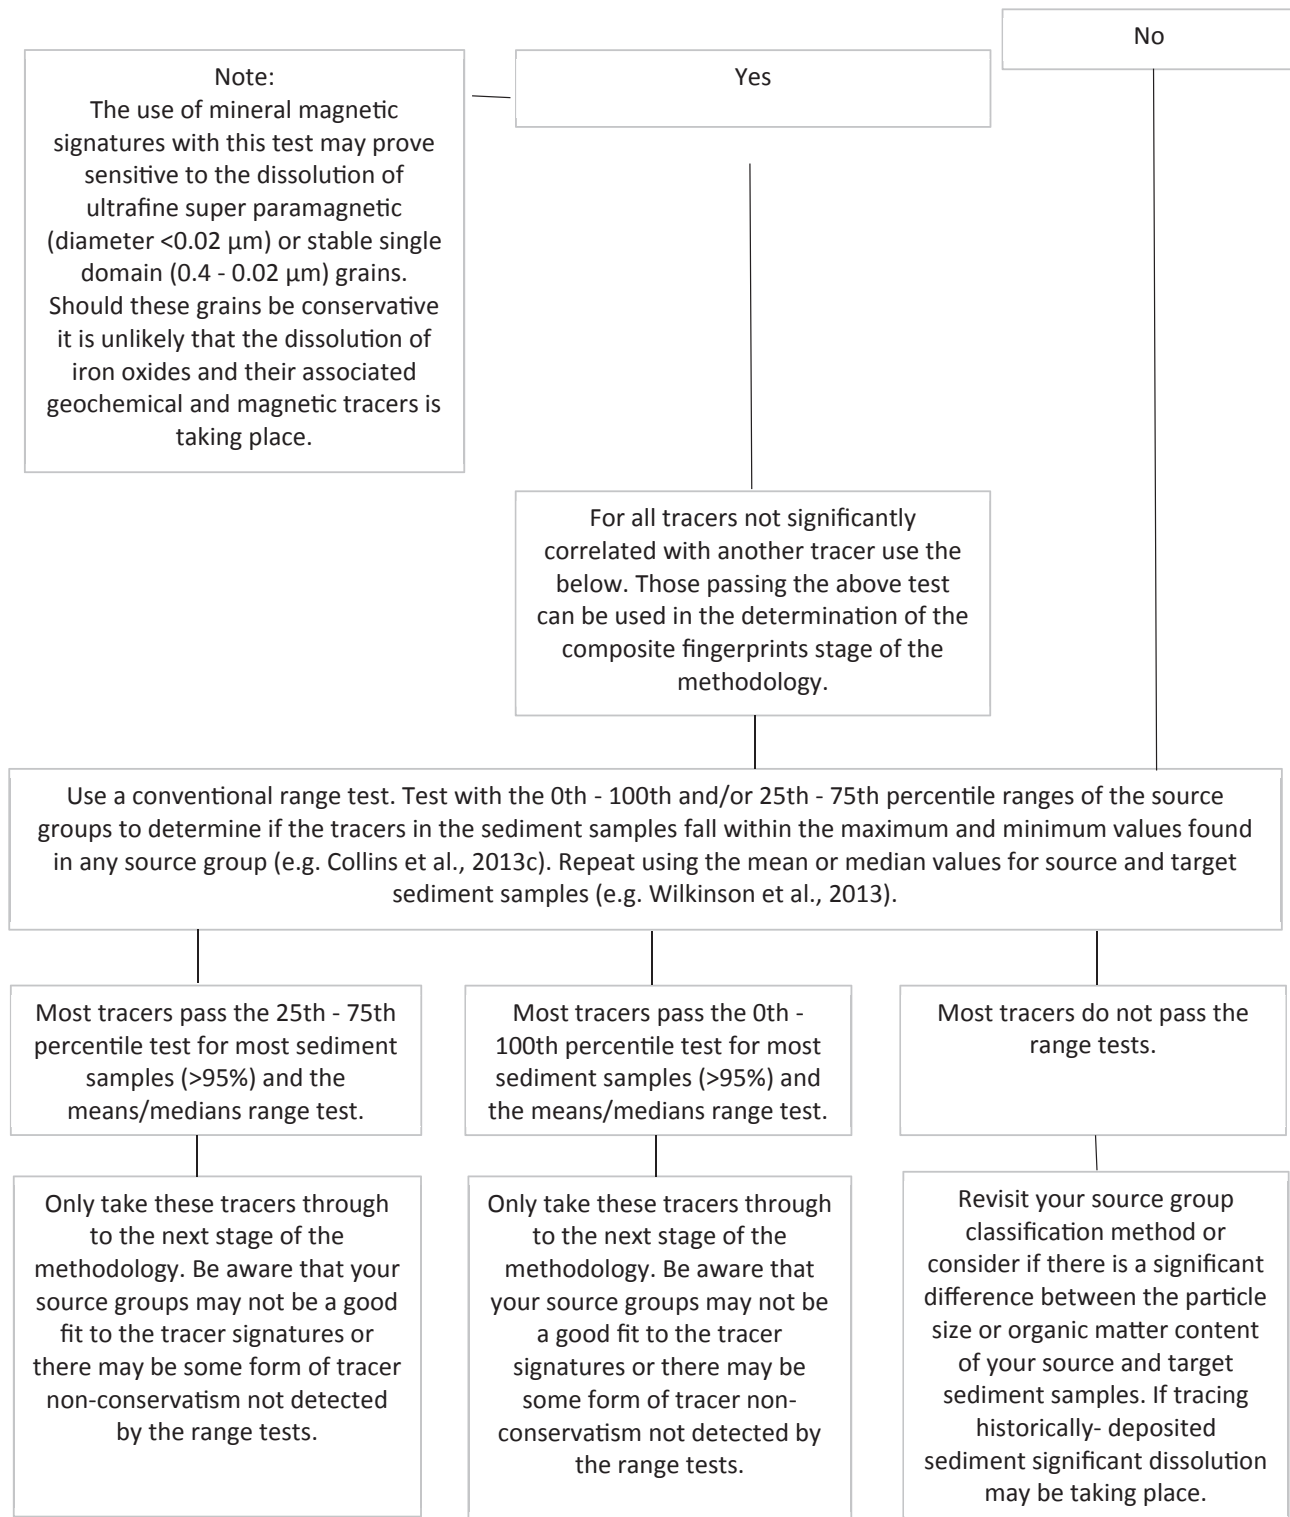 No
Note:
The use of mineral magnetic
signatures with this test may prove
sensitive to the dissolution of
ultrafine super paramagnetic
(diameter <0.02 µm) or stable single
domain (0.4 - 0.02 µm) grains.
Should these grains be conservative
it is unlikely that the dissolution of
iron oxides and their associated
geochemical and magnetic tracers is
taking place.
Yes
For all tracers not significantly
correlated with another tracer use the
below. Those passing the above test
can be used in the determination of the
composite fingerprints stage of the
methodology.
Use a conventional range test. Test with the 0th - 100th and/or 25th - 75th percentile ranges of the source
groups to determine if the tracers in the sediment samples fall within the maximum and minimum values found
in any source group (e.g. Collins et al., 2013c). Repeat using the mean or median values for source and target
sediment samples (e.g. Wilkinson et al., 2013).
Most tracers pass the 25th - 75th
percentile test for most sediment
samples (>95%) and the
means/medians range test.
Most tracers pass the 0th -
100th percentile test for most
sediment samples (>95%) and
the means/medians range test.
Most tracers do not pass the
range tests.
Only take these tracers through
to the next stage of the
methodology. Be aware that your
source groups may not be a good
fit to the tracer signatures or
there may be some form of tracer
non-conservatism not detected
by the range tests.
Only take these tracers through
to the next stage of the
methodology. Be aware that
your source groups may not be
a good fit to the tracer
signatures or there may be
some form of tracer non-
conservatism not detected by
the range tests.
Revisit your source group
classification method or
consider if there is a significant
difference between the particle
size or organic matter content
of your source and target
sediment samples. If tracing
historically- deposited
sediment significant dissolution
may be taking place.